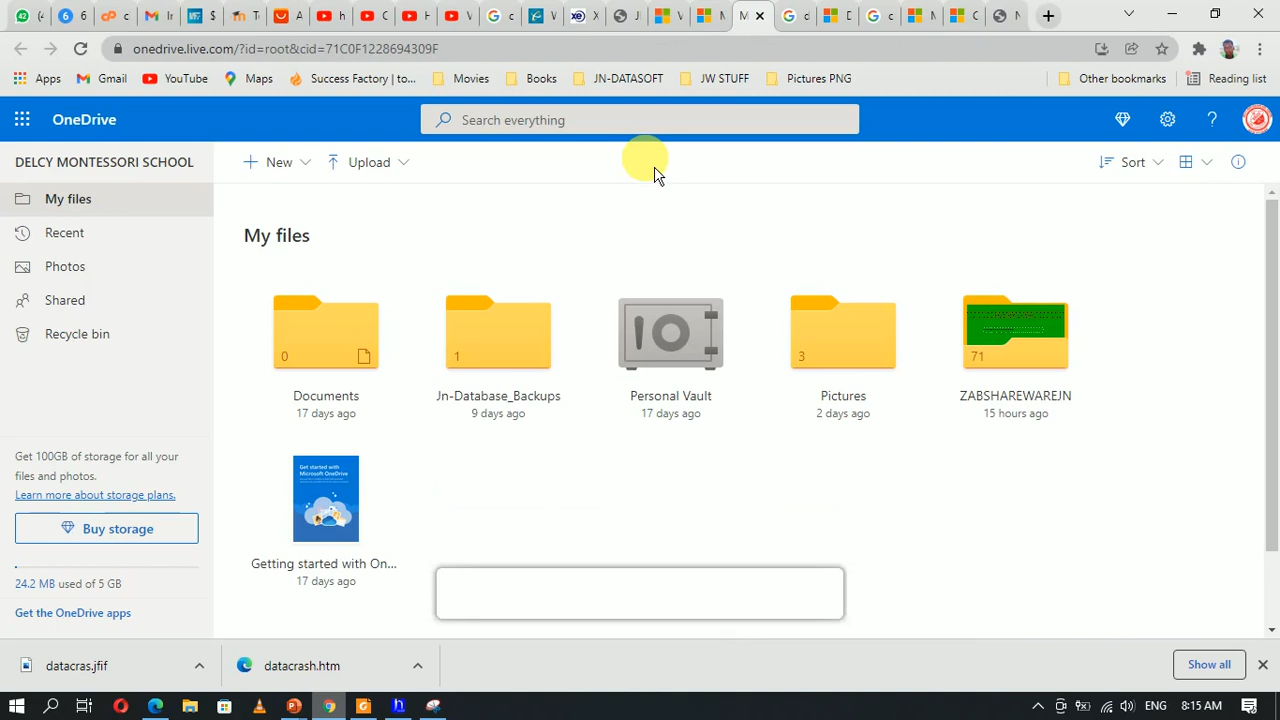 onedrive.live.com/?id=root&cid=71C0F1228694309F
Apps Gmail YouTube Maps Success Factory | to... Movies Books JN-DATASOFT JW STUFF Pictures PNG Other bookmarks Reading list
OneDrive Search everything
DELCY MONTESSORI SCHOOL New Upload Sort
My files
Recent
Photos
Shared
Recycle bin
My files
0 1 3 71
Documents Jn-Database_Backups Personal Vault Pictures ZABSHAREWAREJN
17 days ago 9 days ago 17 days ago 2 days ago 15 hours ago
Get started with
Microsoft OneDrive
Getting started with On...
17 days ago
Get 100GB of storage for all your
files and photos.
Learn more about storage plans.
Buy storage
24.2 MB used of 5 GB
Get the OneDrive apps
datacras.jfif datacrash.htm Show all
ENG 8:15 AM